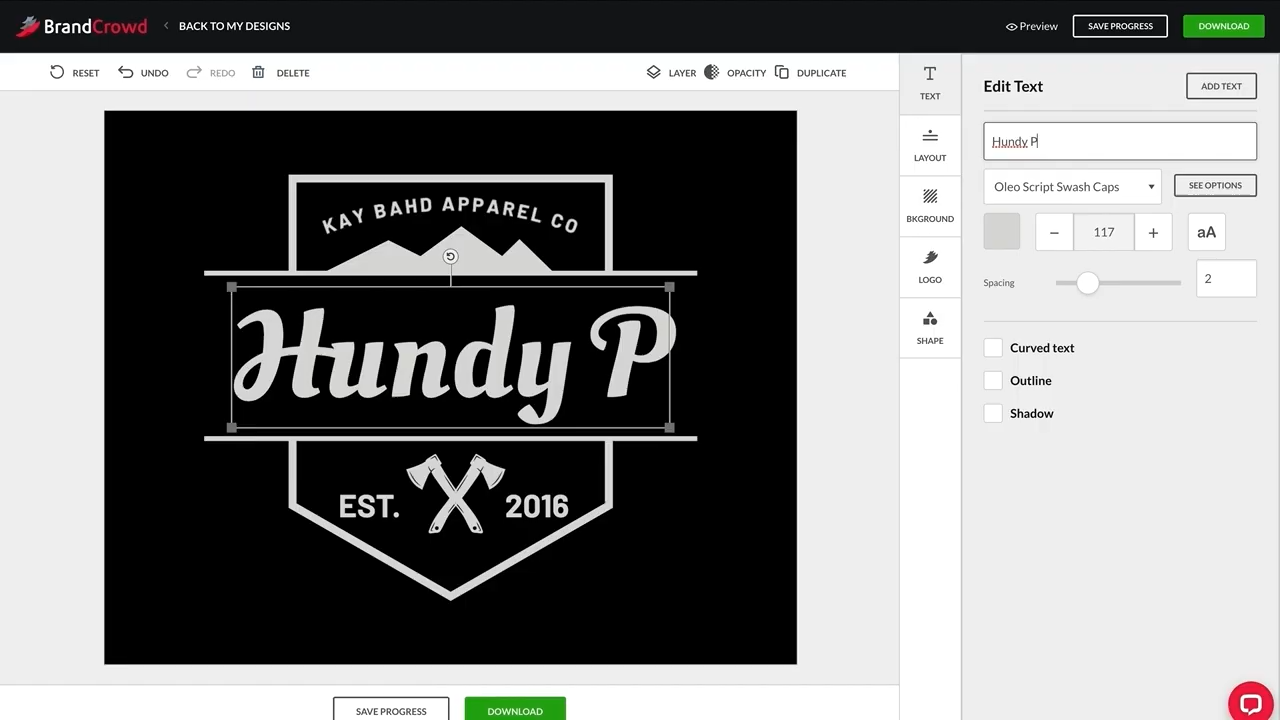 BrandCrowd
BACK TO MY DESIGNS
Preview
SAVE PROGRESS
DOWNLOAD
RESET
UNDO
REDO
DELETE
LAYER
OPACITY
DUPLICATE
KAY BAHD APPAREL CO
Hundy P
EST. 2016
SAVE PROGRESS
DOWNLOAD
TEXT
LAYOUT
BKGROUND
LOGO
SHAPE
Edit Text
ADD TEXT
Hundy P
Oleo Script Swash Caps
SEE OPTIONS
− 117 + aA
Spacing 2
Curved text
Outline
Shadow